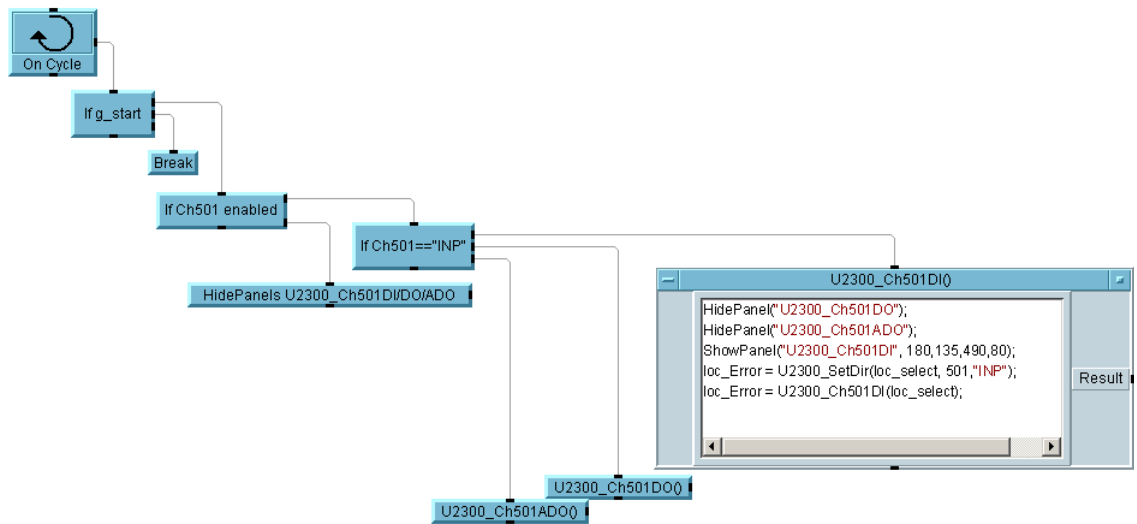 On Cycle
If g_start
Break
If Ch501 enabled
If Ch501=="INP"
HidePanels U2300_Ch501DI/DO/ADO
U2300_Ch501DI()
HidePanel("U2300_Ch501DO");
HidePanel("U2300_Ch501ADO");
ShowPanel("U2300_Ch501DI", 180,135,490,80);
loc_Error = U2300_SetDir(loc_select, 501,"INP");
loc_Error = U2300_Ch501DI(loc_select);
Result
U2300_Ch501DO()
U2300_Ch501ADO()